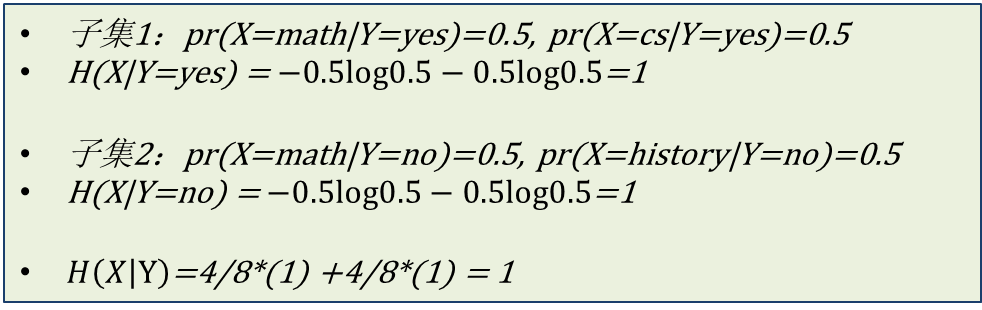 • 子集1：pr(X=math|Y=yes)=0.5, pr(X=cs|Y=yes)=0.5
• H(X|Y=yes) = −0.5log0.5 − 0.5log0.5=1
• 子集2：pr(X=math|Y=no)=0.5, pr(X=history|Y=no)=0.5
• H(X|Y=no) = −0.5log0.5 − 0.5log0.5=1
• H(X|Y)=4/8*(1) +4/8*(1) = 1